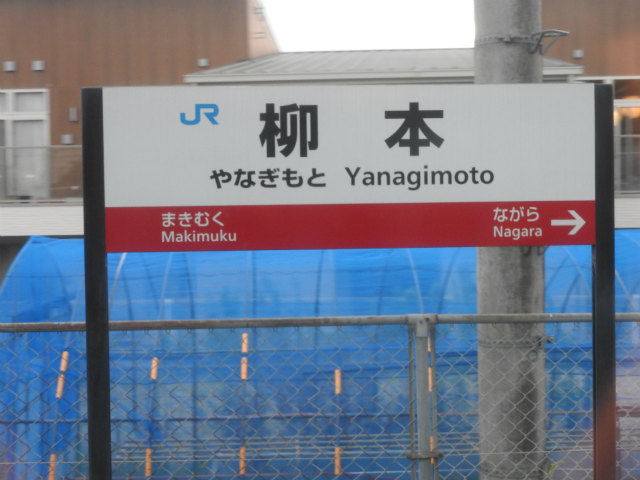 JR 柳本
やなぎもと Yanagimoto
まきむく
Makimuku
ながら
Nagara →